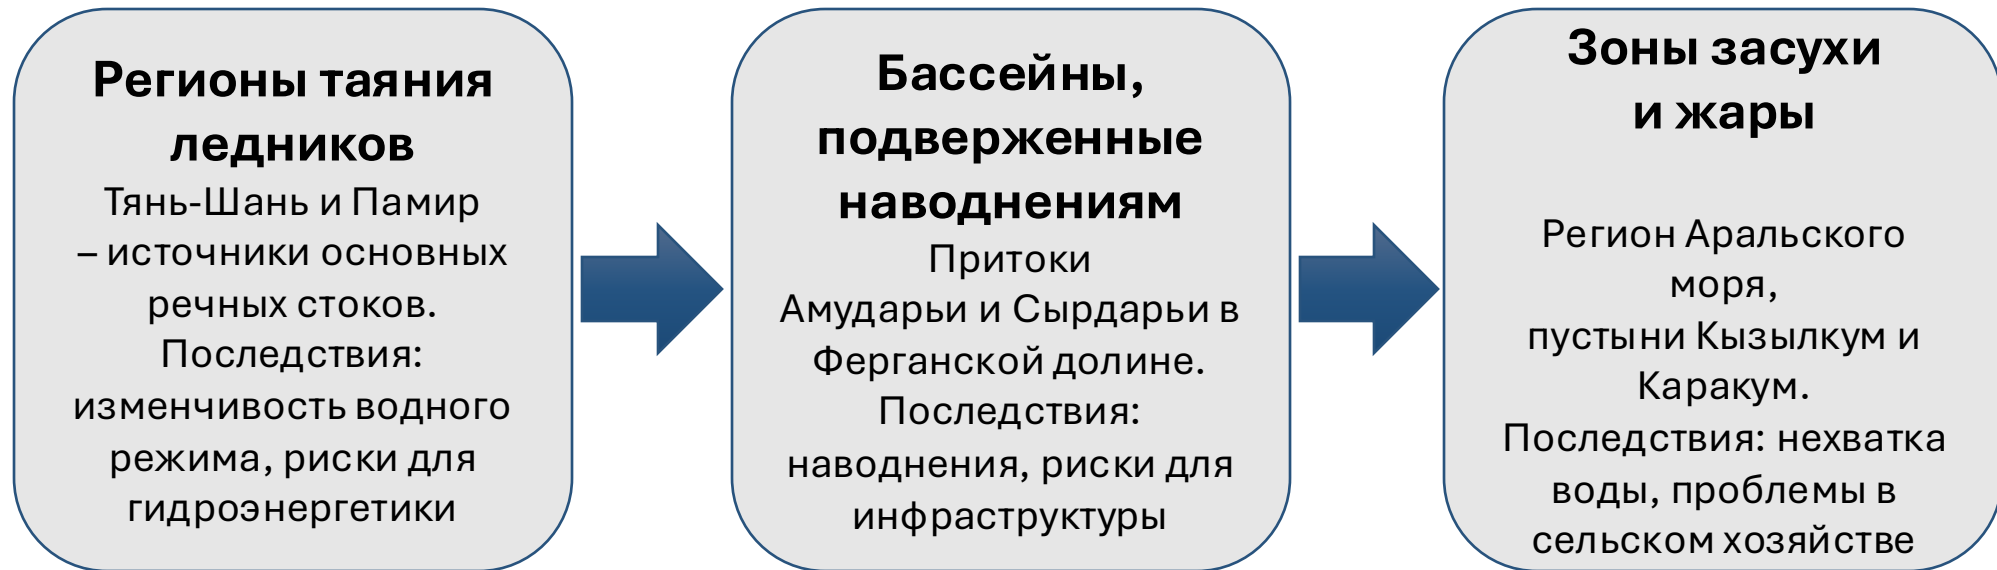 Регионы таяния
ледников
Тянь-Шань и Памир
– источники основных
речных стоков.
Последствия:
изменчивость водного
режима, риски для
гидроэнергетики
Бассейны,
подверженные
наводнениям
Притоки
Амударьи и Сырдарьи в
Ферганской долине.
Последствия:
наводнения, риски для
инфраструктуры
Зоны засухи
и жары
Регион Аральского
моря,
пустыни Кызылкум и
Каракум.
Последствия: нехватка
воды, проблемы в
сельском хозяйстве